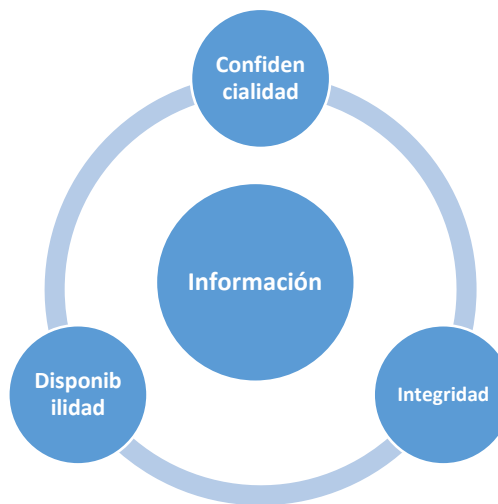 Confiden
cialidad
Información
Disponib
ilidad
Integridad